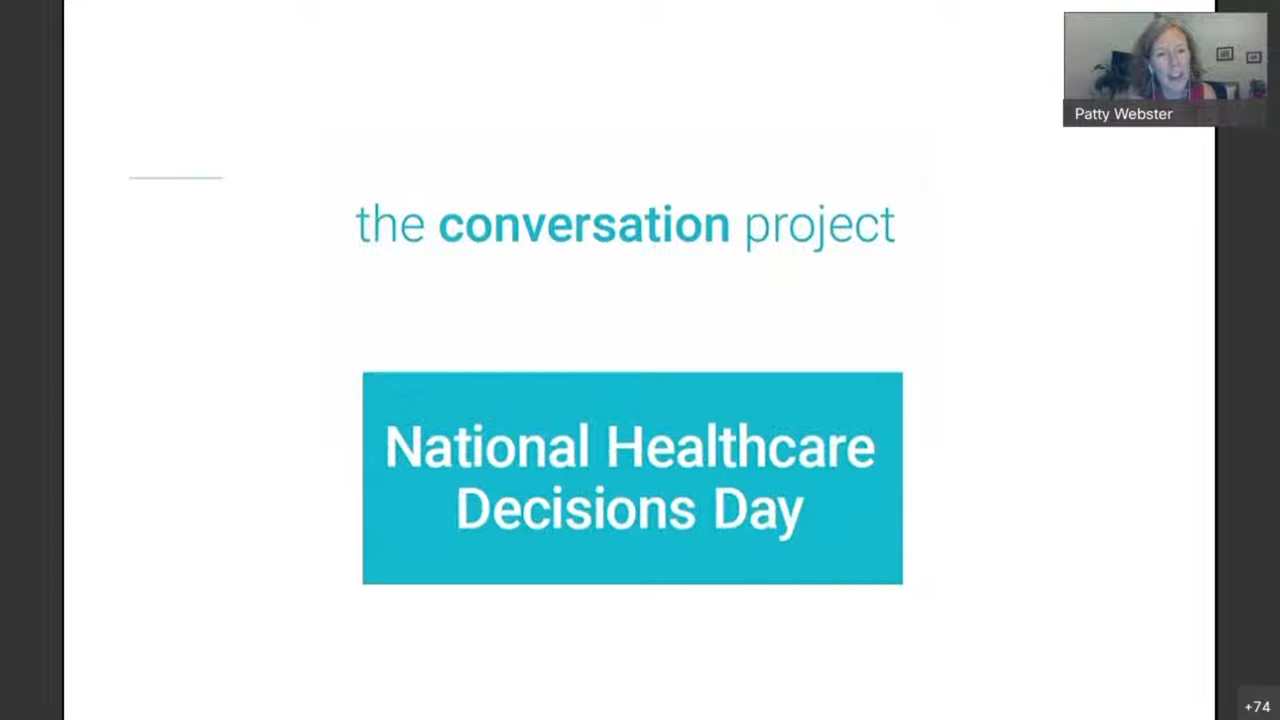 Patty Webster
the conversation project
National Healthcare
Decisions Day
+74